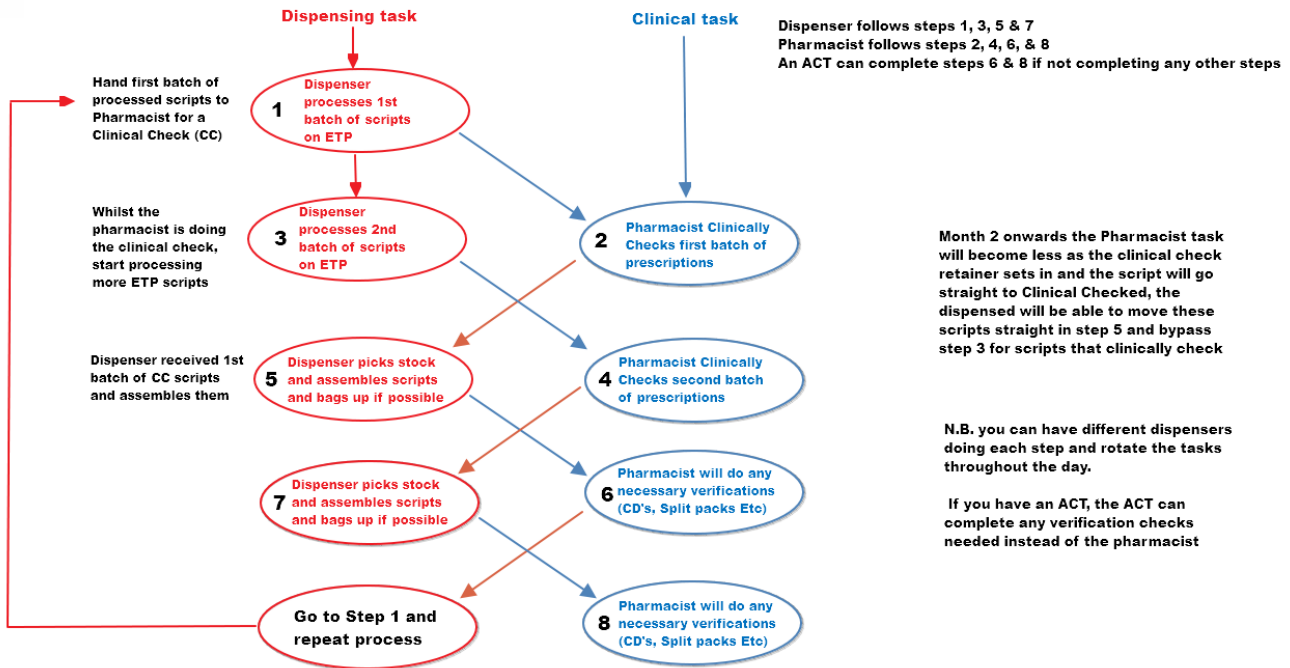 Dispensing task
Clinical task
Dispenser follows steps 1, 3, 5 & 7
Pharmacist follows steps 2, 4, 6, & 8
An ACT can complete steps 6 & 8 if not completing any other steps
Hand first batch of
processed scripts to
Pharmacist for a
Clinical Check (CC)
1
Dispenser
processes 1st
batch of scripts
on ETP
Whilst the
pharmacist is doing
the clinical check,
start processing
more ETP scripts
3
Dispenser
processes 2nd
batch of scripts
on ETP
2
Pharmacist Clinically
Checks first batch of
prescriptions
Month 2 onwards the Pharmacist task
will become less as the clinical check
retainer sets in and the script will go
straight to Clinical Checked, the
dispensed will be able to move these
scripts straight in step 5 and bypass
step 3 for scripts that clinically check
Dispenser received 1st
batch of CC scripts
and assembles them
5
Dispenser picks stock
and assembles scripts
and bags up if possible
4
Pharmacist Clinically
Checks second batch
of prescriptions
N.B. you can have different dispensers
doing each step and rotate the tasks
throughout the day.
If you have an ACT, the ACT can
complete any verification checks
needed instead of the pharmacist
7
Dispenser picks stock
and assembles scripts
and bags up if possible
6
Pharmacist will do any
necessary verifications
(CD's, Split packs Etc)
Go to Step 1 and
repeat process
8
Pharmacist will do any
necessary verifications
(CD's, Split packs Etc)